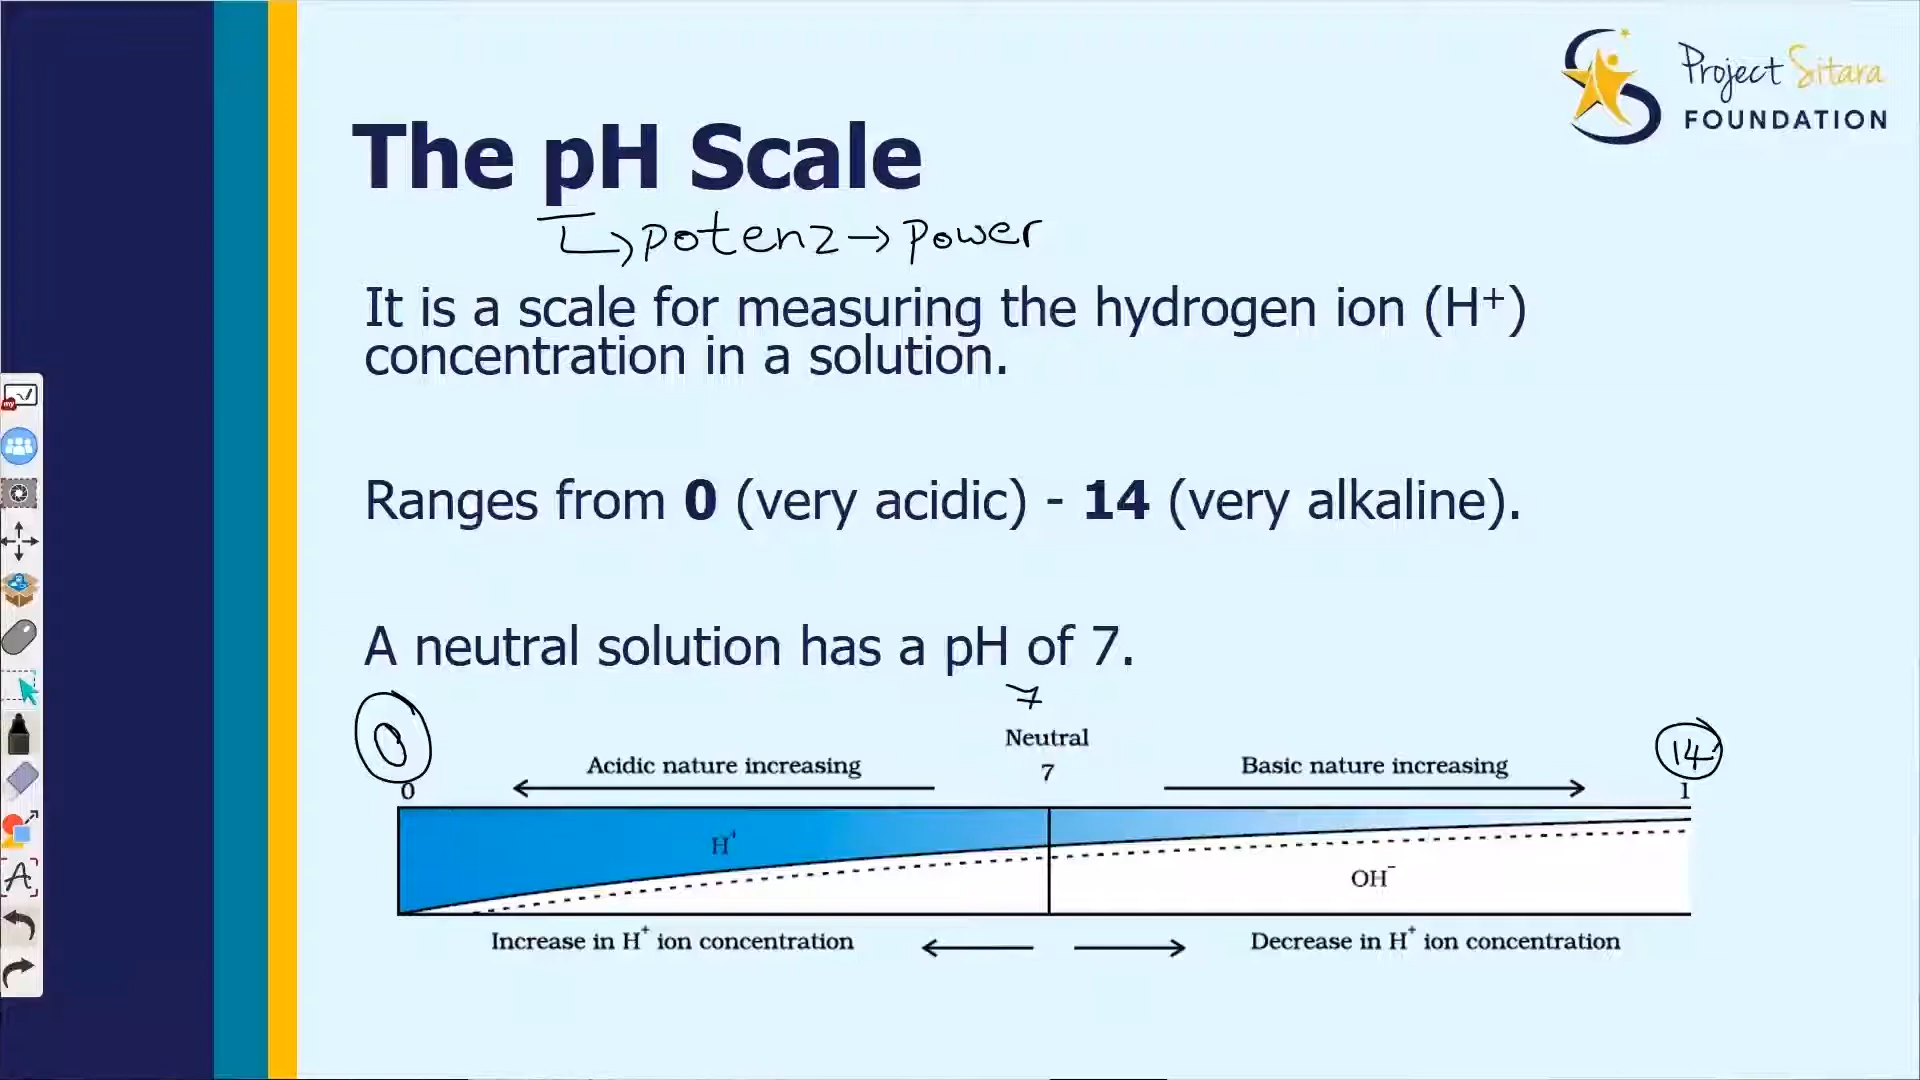 Project Sitara
FOUNDATION
The pH Scale
potenz → power
It is a scale for measuring the hydrogen ion (H⁺)
concentration in a solution.
Ranges from 0 (very acidic) - 14 (very alkaline).
A neutral solution has a pH of 7.
7
0
14
Neutral
Acidic nature increasing
7
Basic nature increasing
0
1
H⁺
OH⁻
Increase in H⁺ ion concentration
Decrease in H⁺ ion concentration
my
A